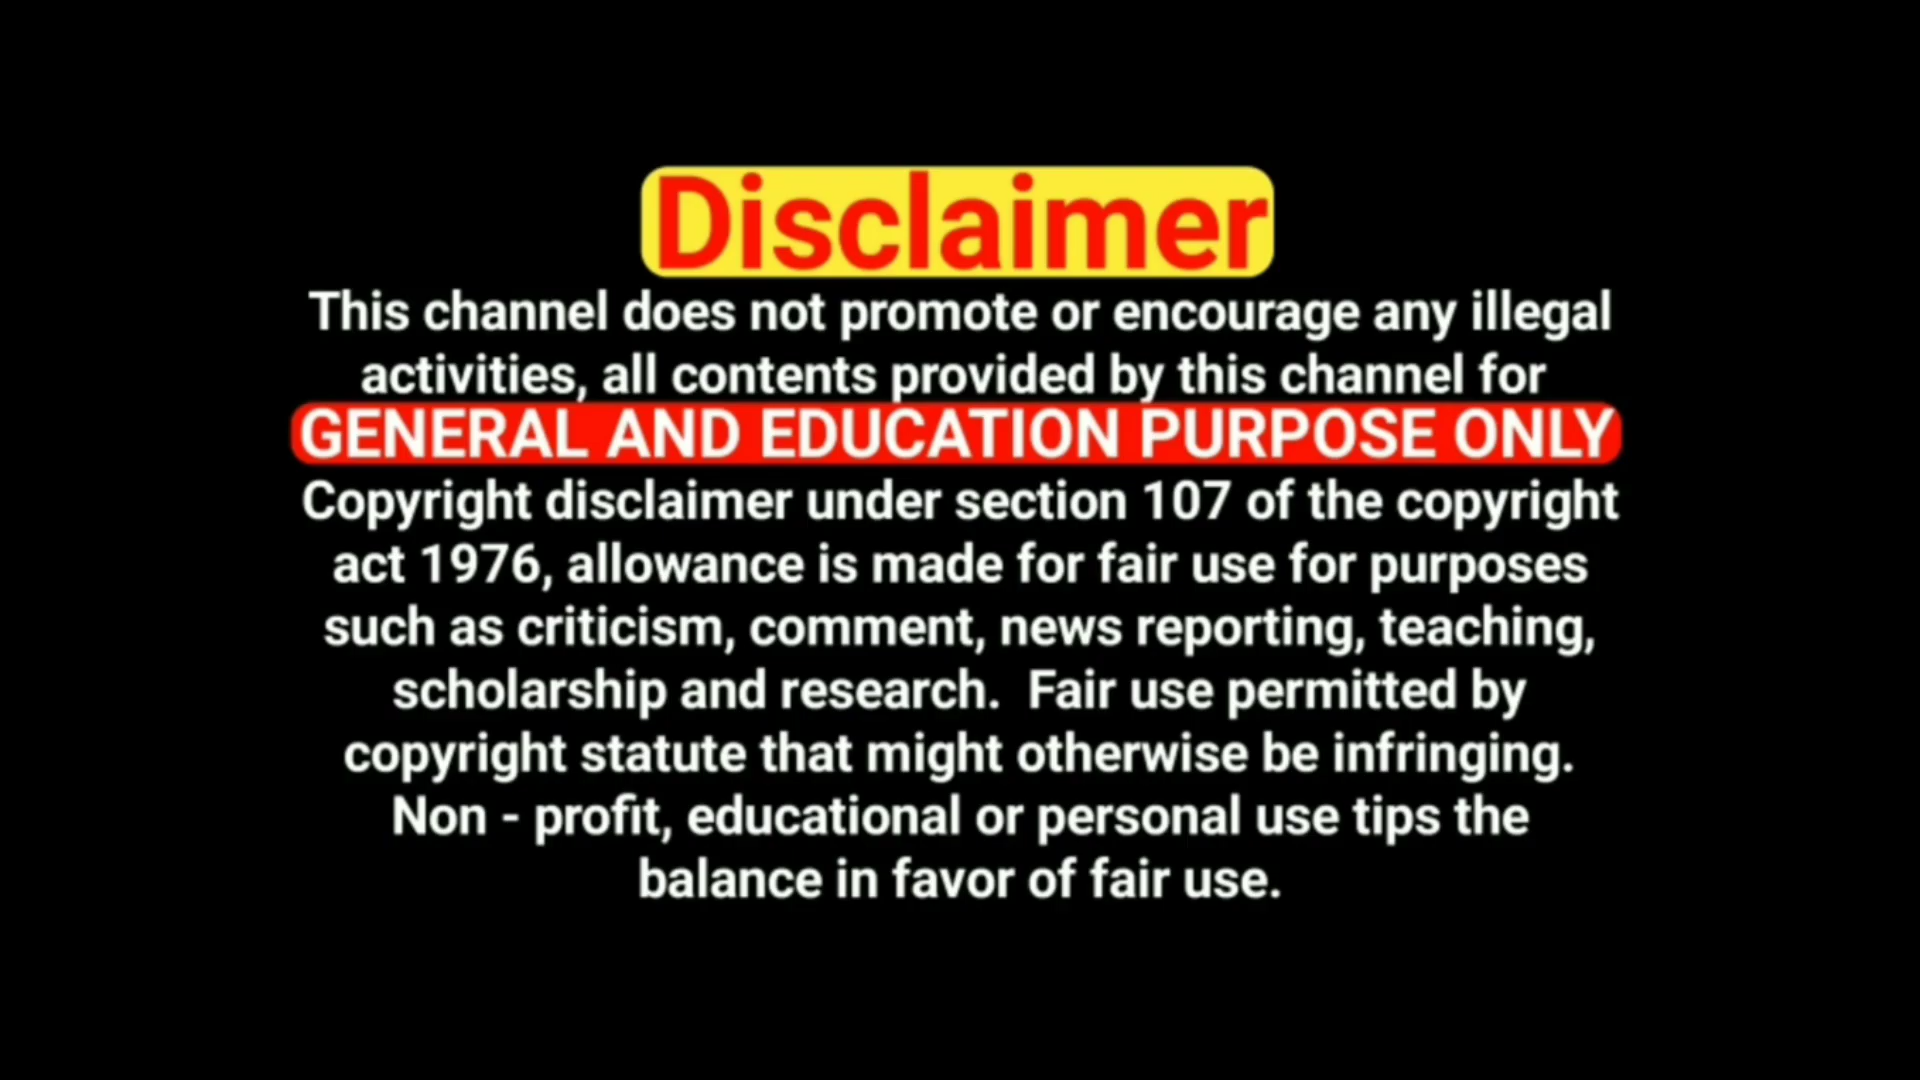 Disclaimer
This channel does not promote or encourage any illegal
activities, all contents provided by this channel for
GENERAL AND EDUCATION PURPOSE ONLY
Copyright disclaimer under section 107 of the copyright
act 1976, allowance is made for fair use for purposes
such as criticism, comment, news reporting, teaching,
scholarship and research.  Fair use permitted by
copyright statute that might otherwise be infringing.
Non - profit, educational or personal use tips the
balance in favor of fair use.